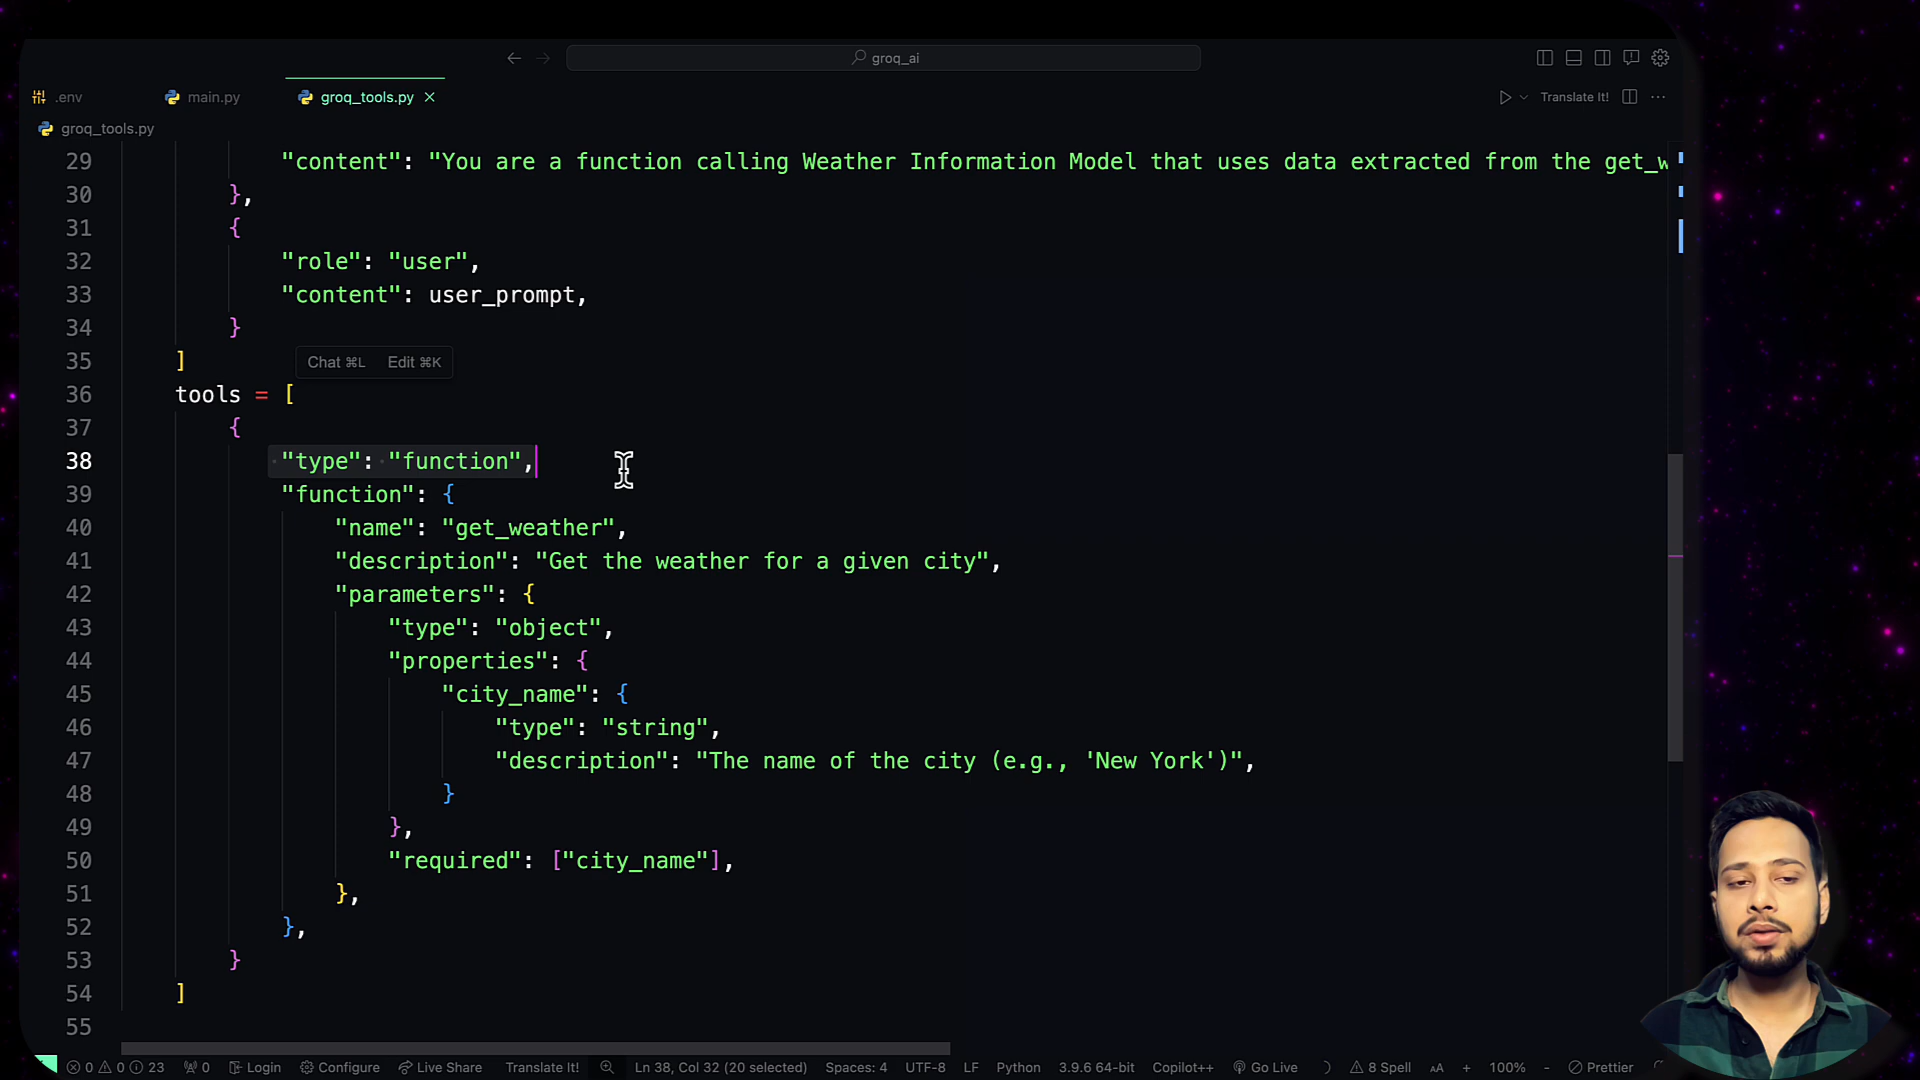 groq_ai
.env
main.py
groq_tools.py
Translate It!
groq_tools.py
29 "content": "You are a function calling Weather Information Model that uses data extracted from the get_w
30 },
31 {
32 "role": "user",
33 "content": user_prompt,
34 }
35 ]
Chat ⌘L Edit ⌘K
36 tools = [
37 {
38 "type": "function",
39 "function": {
40 "name": "get_weather",
41 "description": "Get the weather for a given city",
42 "parameters": {
43 "type": "object",
44 "properties": {
45 "city_name": {
46 "type": "string",
47 "description": "The name of the city (e.g., 'New York')",
48 }
49 },
50 "required": ["city_name"],
51 },
52 },
53 }
54 ]
55
0 0 23 0 Login Configure Live Share Translate It! Ln 38, Col 32 (20 selected) Spaces: 4 UTF-8 LF Python 3.9.6 64-bit Copilot++ Go Live 8 Spell AA + 100% - Prettier